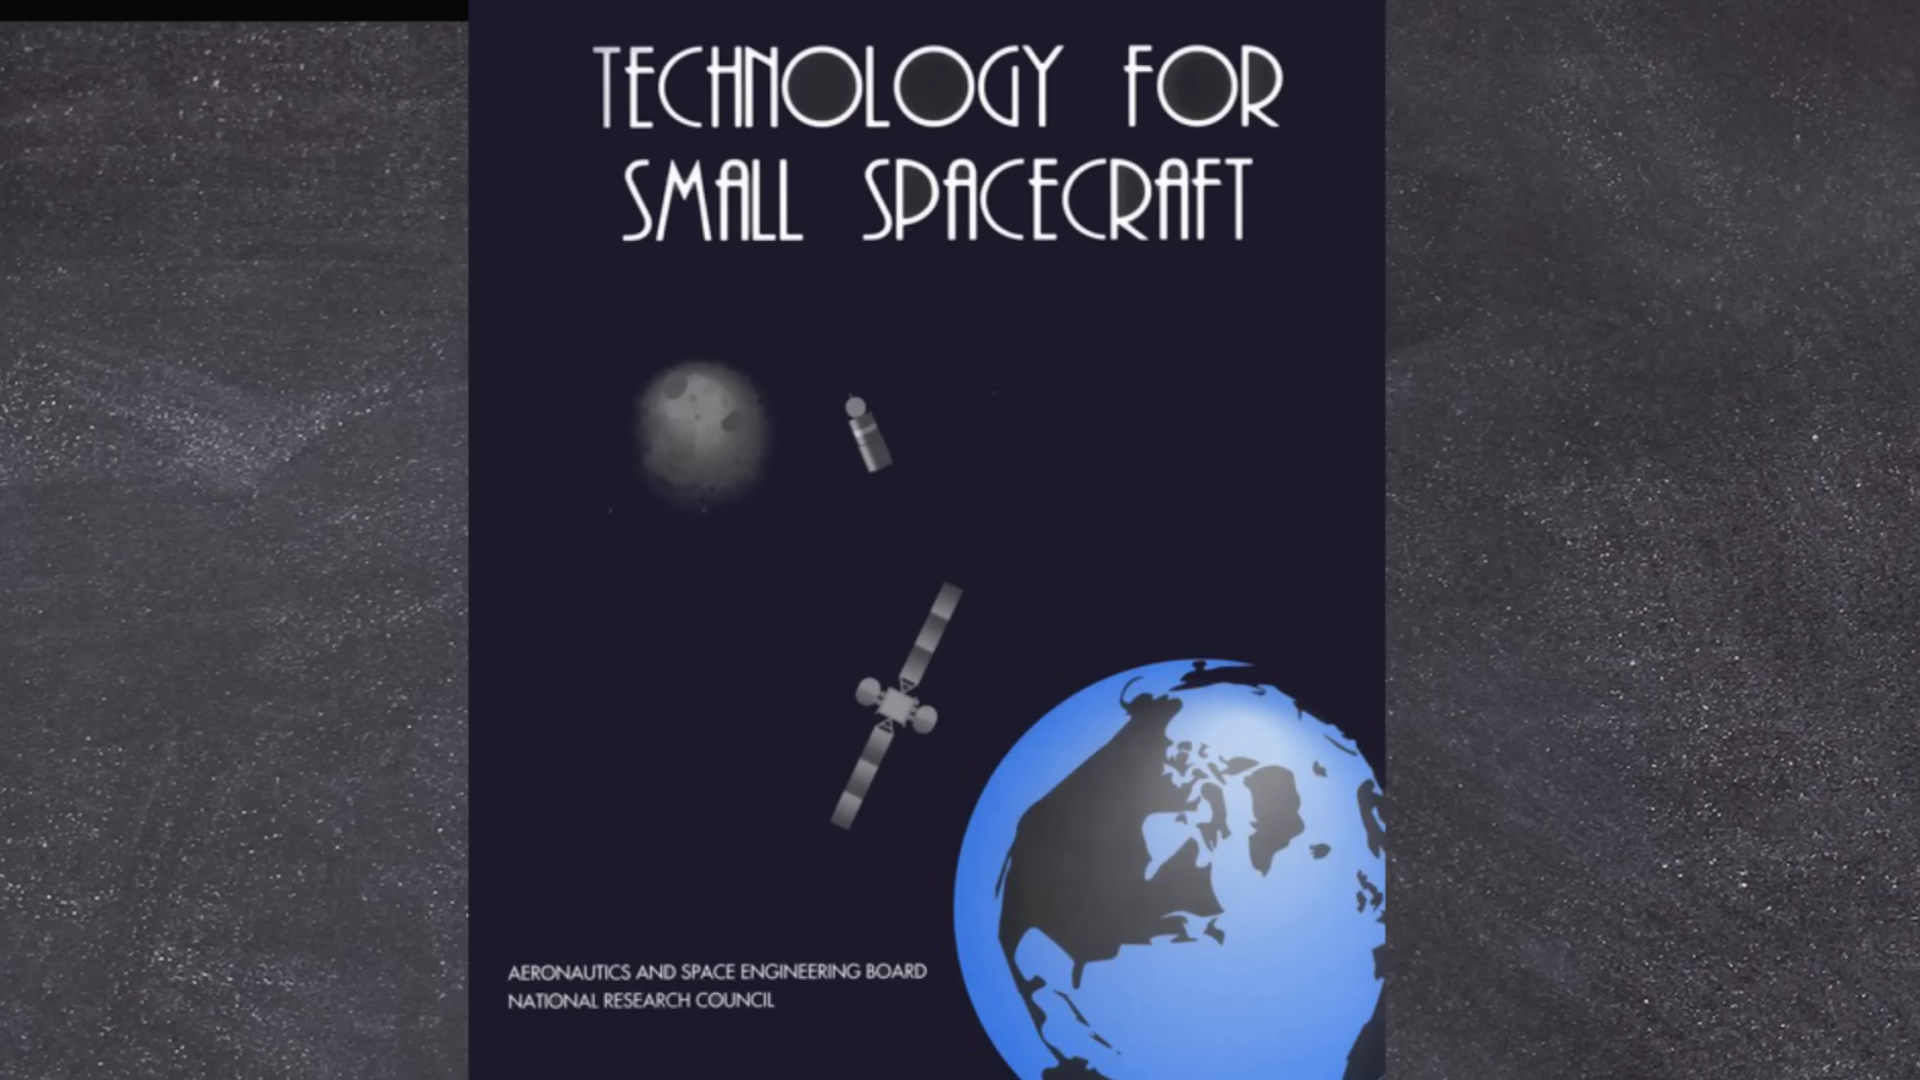 TECHNOLOGY FOR
SMALL SPACECRAFT
AERONAUTICS AND SPACE ENGINEERING BOARD
NATIONAL RESEARCH COUNCIL